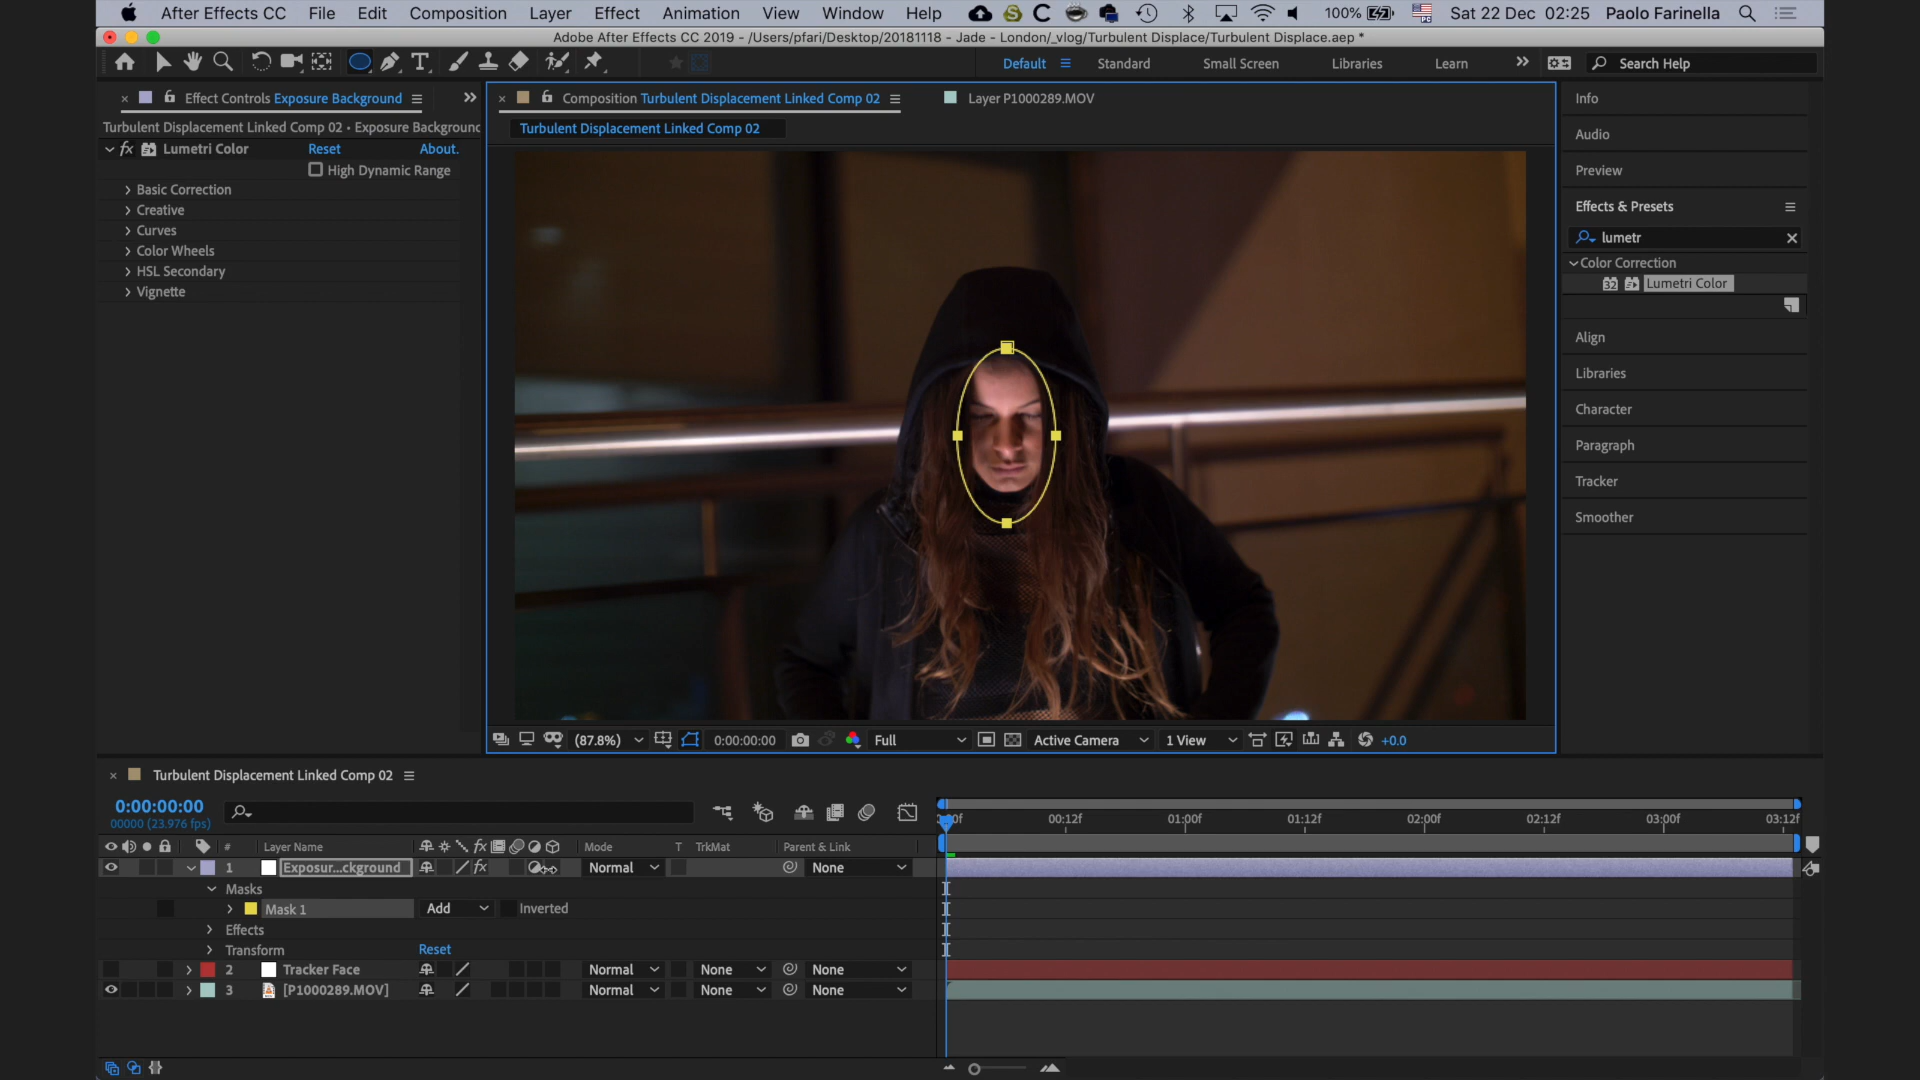 After Effects CC File Edit Composition Layer Effect Animation View Window Help 100% Sat 22 Dec 02:25 Paolo Farinella
Adobe After Effects CC 2019 - /Users/pfari/Desktop/20181118 - Jade - London/_vlog/Turbulent Displace/Turbulent Displace.aep *
Default Standard Small Screen Libraries Learn Search Help
Effect Controls Exposure Background
Turbulent Displacement Linked Comp 02 • Exposure Background
fx Lumetri Color Reset About.
High Dynamic Range
Basic Correction
Creative
Curves
Color Wheels
HSL Secondary
Vignette
Composition Turbulent Displacement Linked Comp 02 Layer P1000289.MOV
Turbulent Displacement Linked Comp 02
(87.8%) 0:00:00:00 Full Active Camera 1 View +0.0
Info
Audio
Preview
Effects & Presets
lumetr
Color Correction
32 Lumetri Color
Align
Libraries
Character
Paragraph
Tracker
Smoother
Turbulent Displacement Linked Comp 02
0:00:00:00
00000 (23.976 fps)
00:12f 01:00f 01:12f 02:00f 02:12f 03:00f 03:12f
# Layer Name fx Mode T TrkMat Parent & Link
1 Exposur...ckground fx Normal None
Masks
Mask 1 Add Inverted
Effects
Transform Reset
2 Tracker Face Normal None None
3 [P1000289.MOV] Normal None None